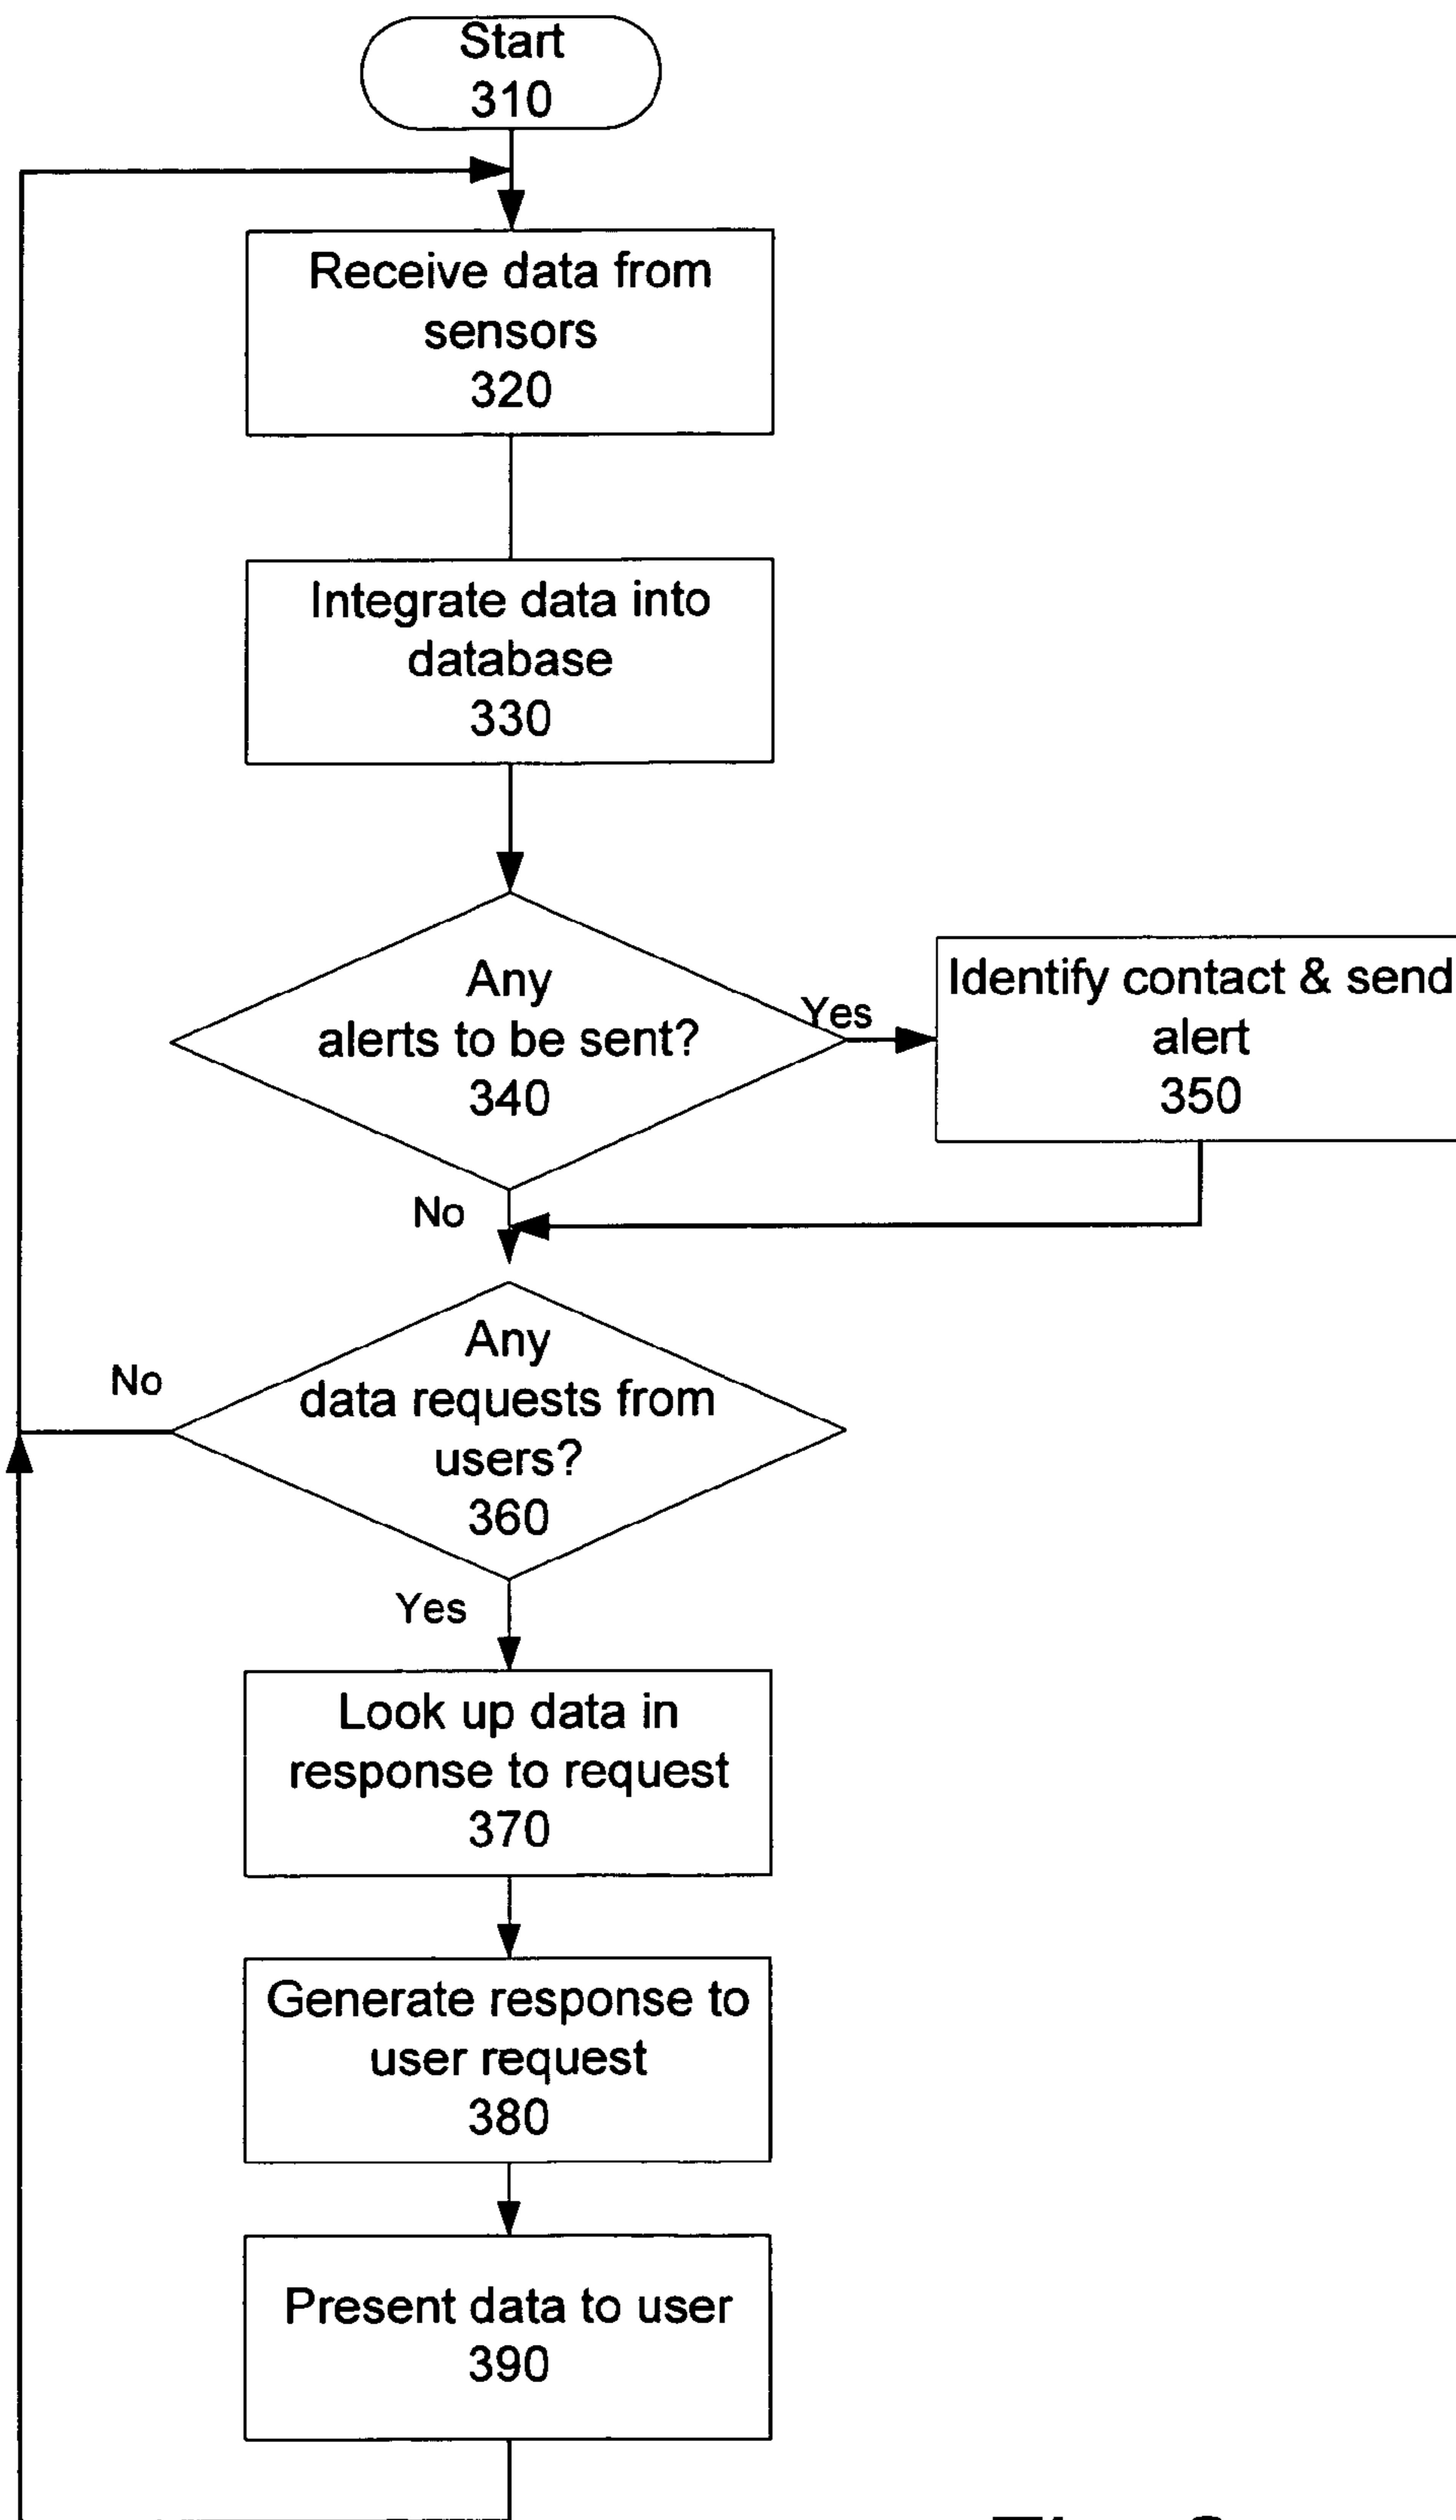 Start
310
Receive data from
sensors
320
Integrate data into
database
330
Any
alerts to be sent?
340
Yes
Identify contact & send
alert
350
No
Any
data requests from
users?
360
No
Yes
Look up data in
response to request
370
Generate response to
user request
380
Present data to user
390